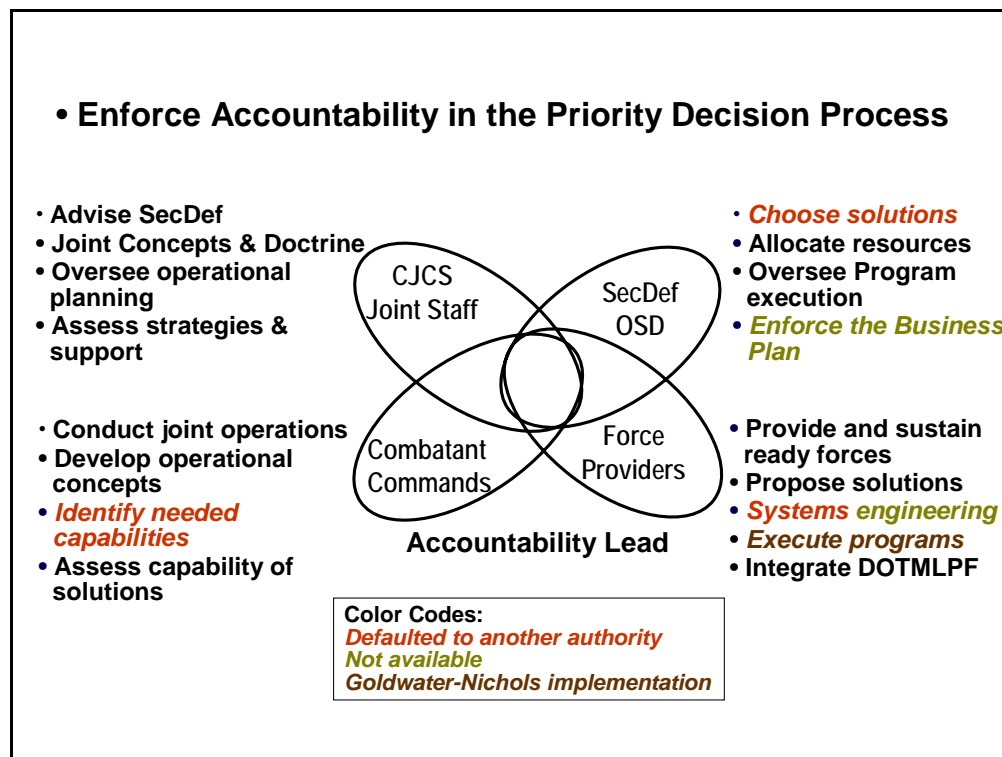 • Enforce Accountability in the Priority Decision Process
• Advise SecDef
• Joint Concepts & Doctrine
• Oversee operational
planning
• Assess strategies &
support
CJCS
Joint Staff
SecDef
OSD
• Choose solutions
• Allocate resources
• Oversee Program
execution
• Enforce the Business
Plan
• Conduct joint operations
• Develop operational
concepts
• Identify needed
capabilities
• Assess capability of
solutions
Combatant
Commands
Force
Providers
• Provide and sustain
ready forces
• Propose solutions
• Systems engineering
• Execute programs
• Integrate DOTMLPF
Accountability Lead
Color Codes:
Defaulted to another authority
Not available
Goldwater-Nichols implementation